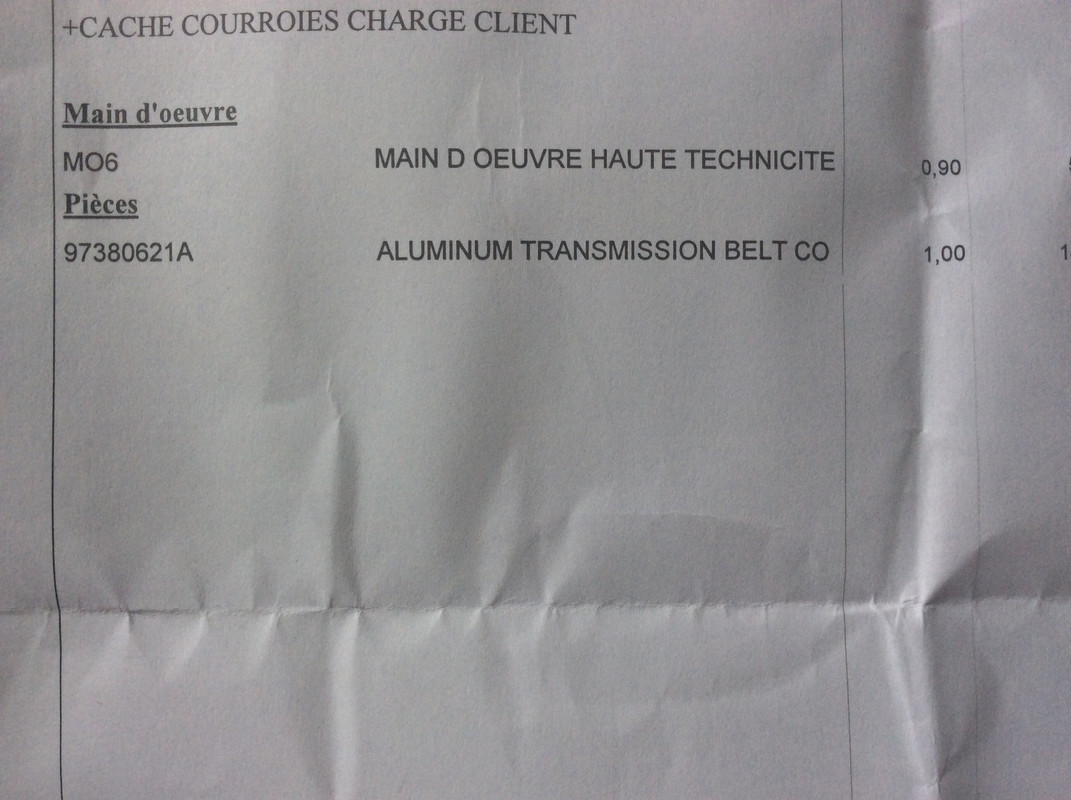 +CACHE COURROIES CHARGE CLIENT
Main d'oeuvre
MO6 MAIN D OEUVRE HAUTE TECHNICITE 0,90
Pièces
97380621A ALUMINUM TRANSMISSION BELT CO 1,00